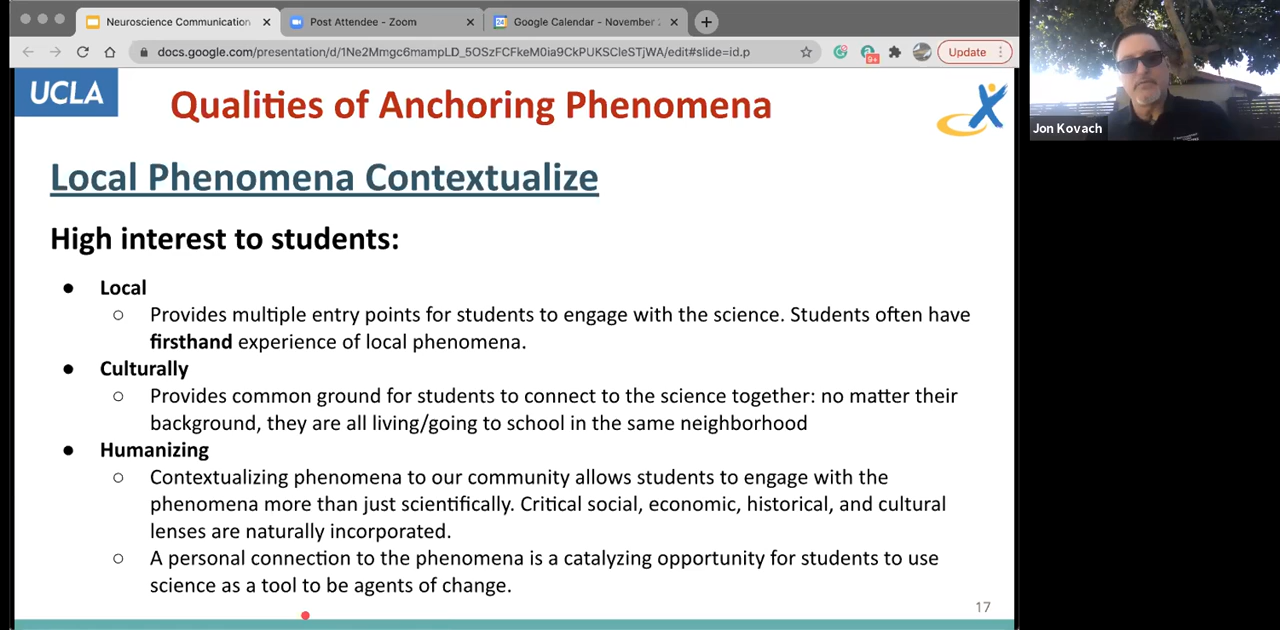 Neuroscience Communication
Post Attendee - Zoom
Google Calendar - November 2
docs.google.com/presentation/d/1Ne2Mmgc6mampLD_5OSzFCFkeM0ia9CkPUKSCleSTjWA/edit#slide=id.p
9+
Update
UCLA
Qualities of Anchoring Phenomena
Jon Kovach
Local Phenomena Contextualize
High interest to students:
● Local
○ Provides multiple entry points for students to engage with the science. Students often have
firsthand experience of local phenomena.
● Culturally
○ Provides common ground for students to connect to the science together: no matter their
background, they are all living/going to school in the same neighborhood
● Humanizing
○ Contextualizing phenomena to our community allows students to engage with the
phenomena more than just scientifically. Critical social, economic, historical, and cultural
lenses are naturally incorporated.
○ A personal connection to the phenomena is a catalyzing opportunity for students to use
science as a tool to be agents of change.
17